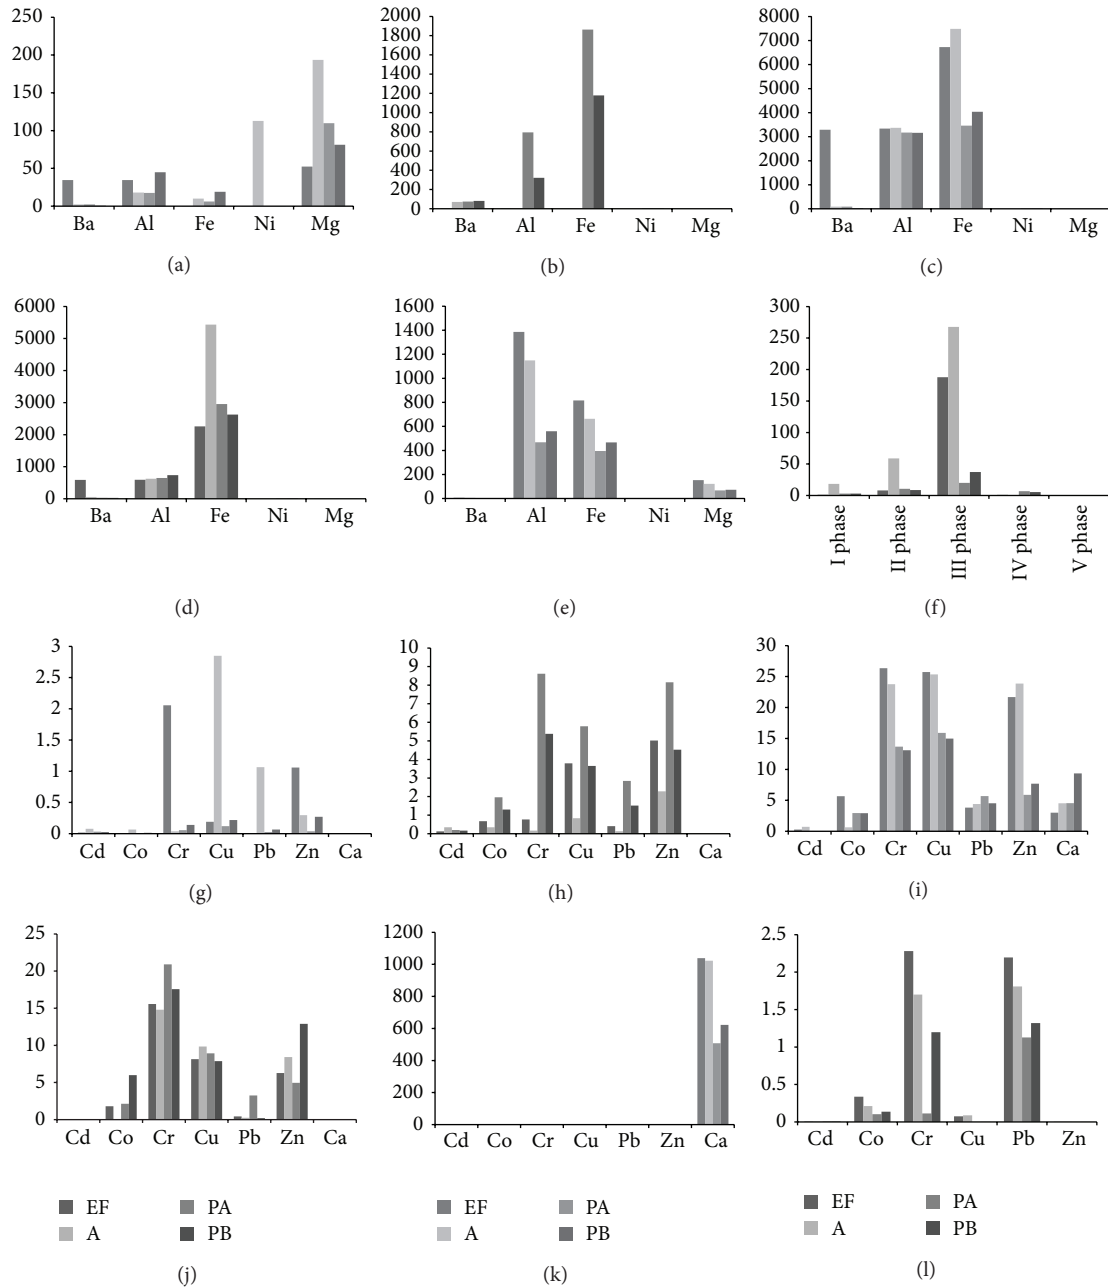 250
200
150
100
50
0
Ba Al Fe Ni Mg
(a)
2000
1800
1600
1400
1200
1000
800
600
400
200
0
Ba Al Fe Ni Mg
(b)
8000
7000
6000
5000
4000
3000
2000
1000
0
Ba Al Fe Ni Mg
(c)
6000
5000
4000
3000
2000
1000
0
Ba Al Fe Ni Mg
(d)
1600
1400
1200
1000
800
600
400
200
0
Ba Al Fe Ni Mg
(e)
300
250
200
150
100
50
0
I phase
II phase
III phase
IV phase
V phase
(f)
3
2.5
2
1.5
1
0.5
0
Cd Co Cr Cu Pb Zn Ca
(g)
10
9
8
7
6
5
4
3
2
1
0
Cd Co Cr Cu Pb Zn Ca
(h)
30
25
20
15
10
5
0
Cd Co Cr Cu Pb Zn Ca
(i)
25
20
15
10
5
0
Cd Co Cr Cu Pb Zn Ca
EF PA
A PB
(j)
1200
1000
800
600
400
200
0
Cd Co Cr Cu Pb Zn Ca
EF PA
A PB
(k)
2.5
2
1.5
1
0.5
0
Cd Co Cr Cu Pb Zn
EF PA
A PB
(l)